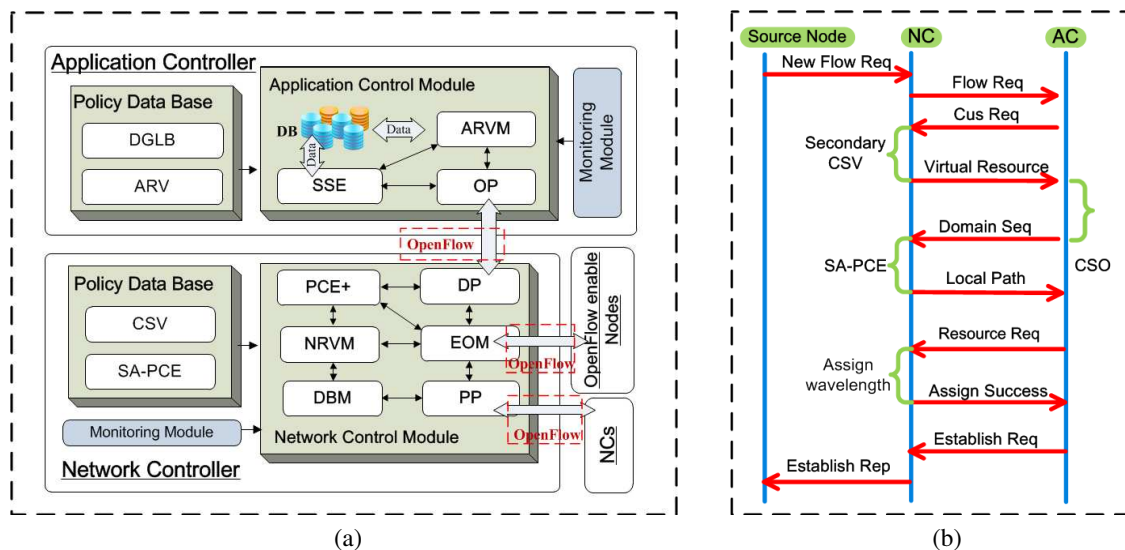 Application Controller
Policy Data Base
DGLB
ARV
Application Control Module
DB
Data
Data
ARVM
SSE
OP
Monitoring
Module
OpenFlow
Policy Data Base
CSV
SA-PCE
Monitoring Module
Network Controller
PCE+
DP
NRVM
EOM
DBM
PP
Network Control Module
OpenFlow
OpenFlow
OpenFlow enable
Nodes
NCs
(a)
Source Node
NC
AC
New Flow Req
Flow Req
Cus Req
Secondary
CSV
Virtual Resource
Domain Seq
SA-PCE
CSO
Local Path
Resource Req
Assign
wavelength
Assign Success
Establish Req
Establish Rep
(b)